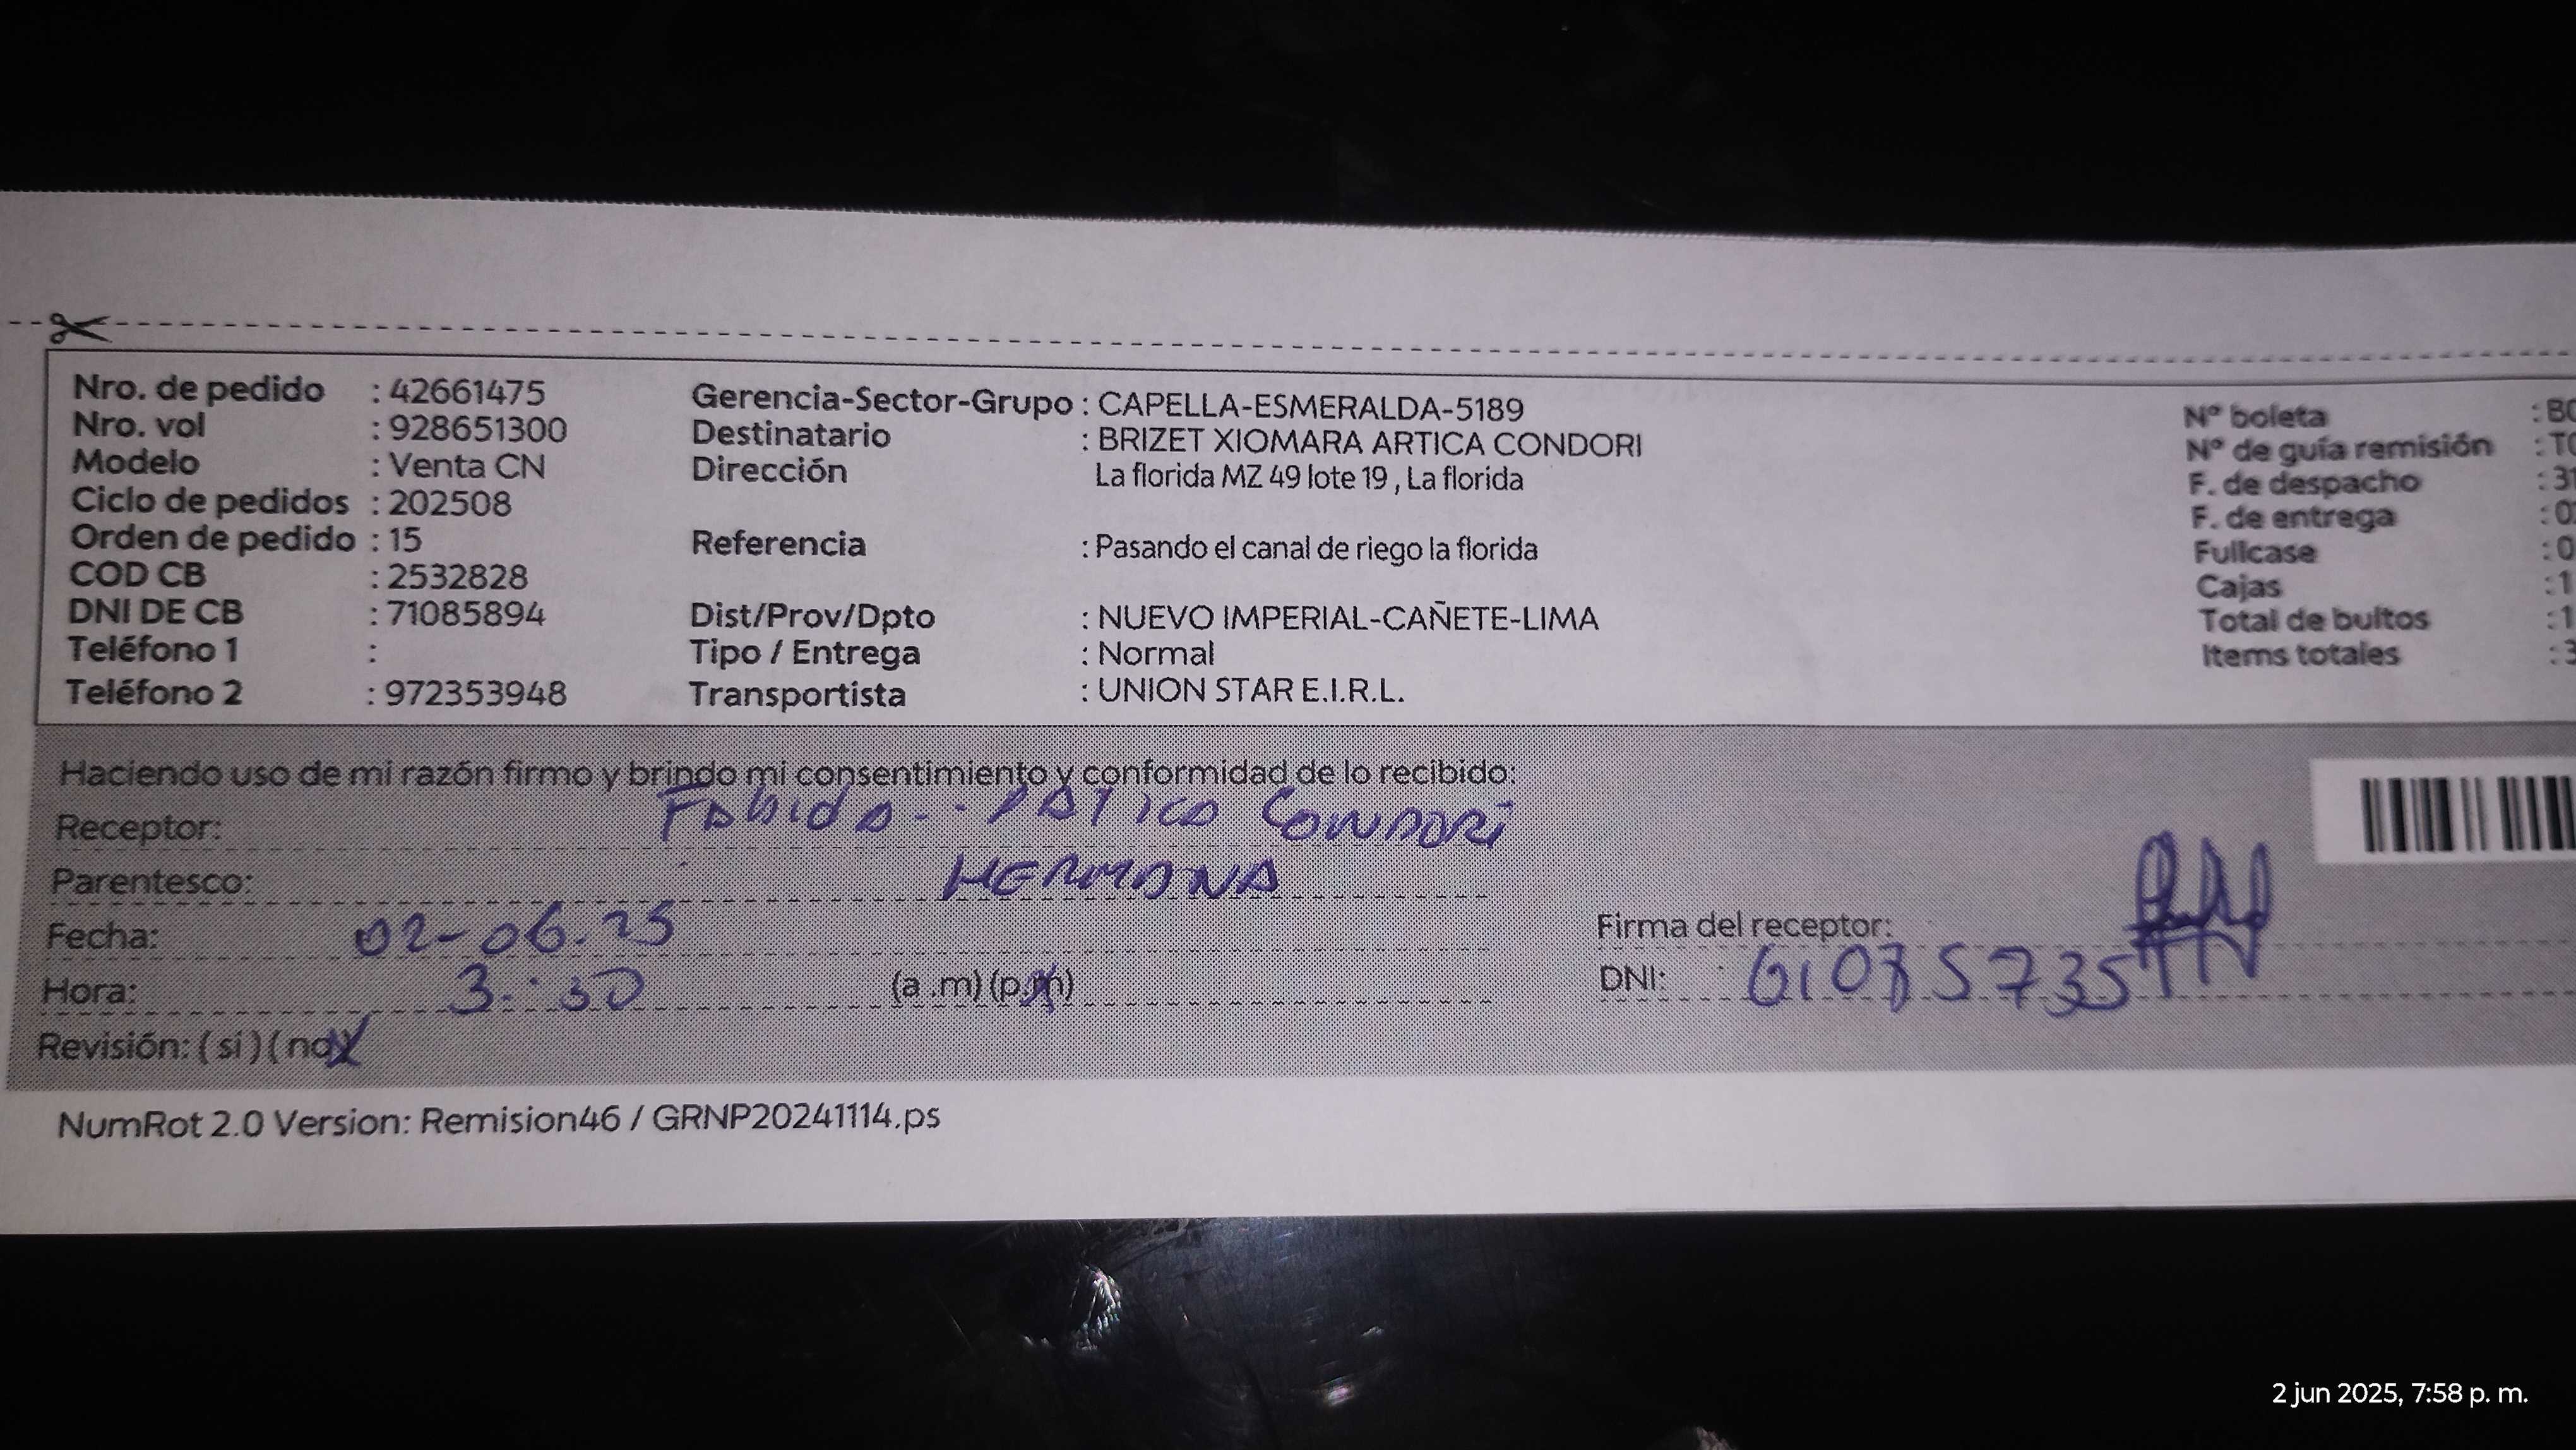 Nro. de pedido : 42661475
Nro. vol : 928651300
Modelo : Venta CN
Ciclo de pedidos : 202508
Orden de pedido : 15
COD CB : 2532828
DNI DE CB : 71085894
Teléfono 1 :
Teléfono 2 : 972353948
Gerencia-Sector-Grupo : CAPELLA-ESMERALDA-5189
Destinatario : BRIZET XIOMARA ARTICA CONDORI
Dirección La florida MZ 49 lote 19 , La florida
Referencia : Pasando el canal de riego la florida
Dist/Prov/Dpto : NUEVO IMPERIAL-CAÑETE-LIMA
Tipo / Entrega : Normal
Transportista : UNION STAR E.I.R.L.
Nº boleta :
Nº de guía remisión :
F. de despacho :
F. de entrega :
Fullcase :
Cajas :
Total de bultos :
Items totales :
Haciendo uso de mi razón firmo y brindo mi consentimiento y conformidad de lo recibido:
Receptor: CONDORI
Parentesco: HERMANA
Fecha: 02-06.25
Hora: 3:30 (a .m) (p.m)
Revisión: ( si ) ( no )
Firma del receptor:
DNI:
NumRot 2.0 Version: Remision46 / GRNP20241114.ps
2 jun 2025, 7:58 p. m.